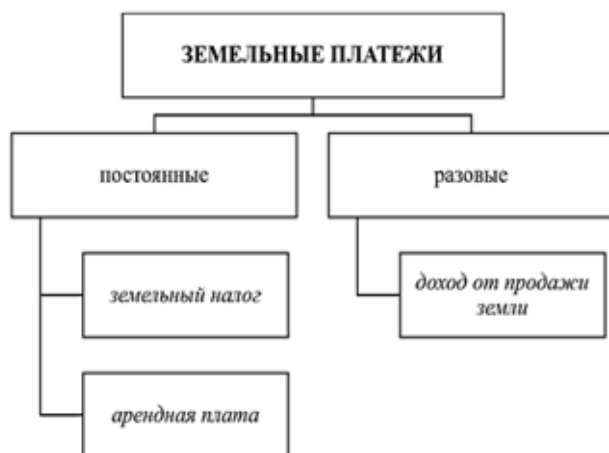 ЗЕМЕЛЬНЫЕ ПЛАТЕЖИ
постоянные
разовые
земельный налог
доход от продажи
земли
арендная плата